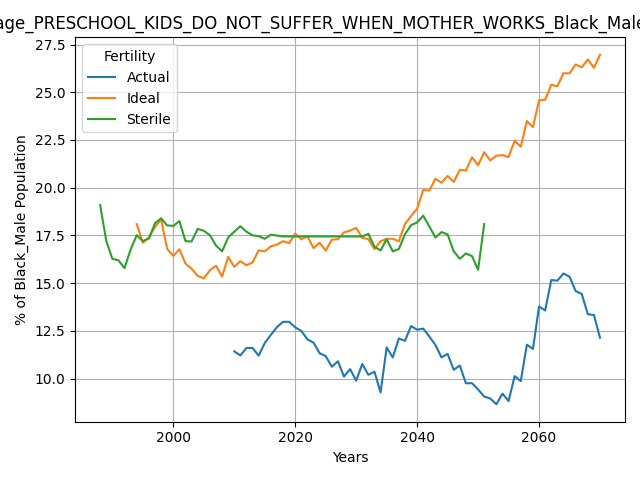 age_PRESCHOOL_KIDS_DO_NOT_SUFFER_WHEN_MOTHER_WORKS_Black_Male
27.5
25.0
22.5
20.0
17.5
15.0
12.5
10.0
% of Black_Male Population
Fertility
Actual
Ideal
Sterile
2000
2020
2040
2060
Years